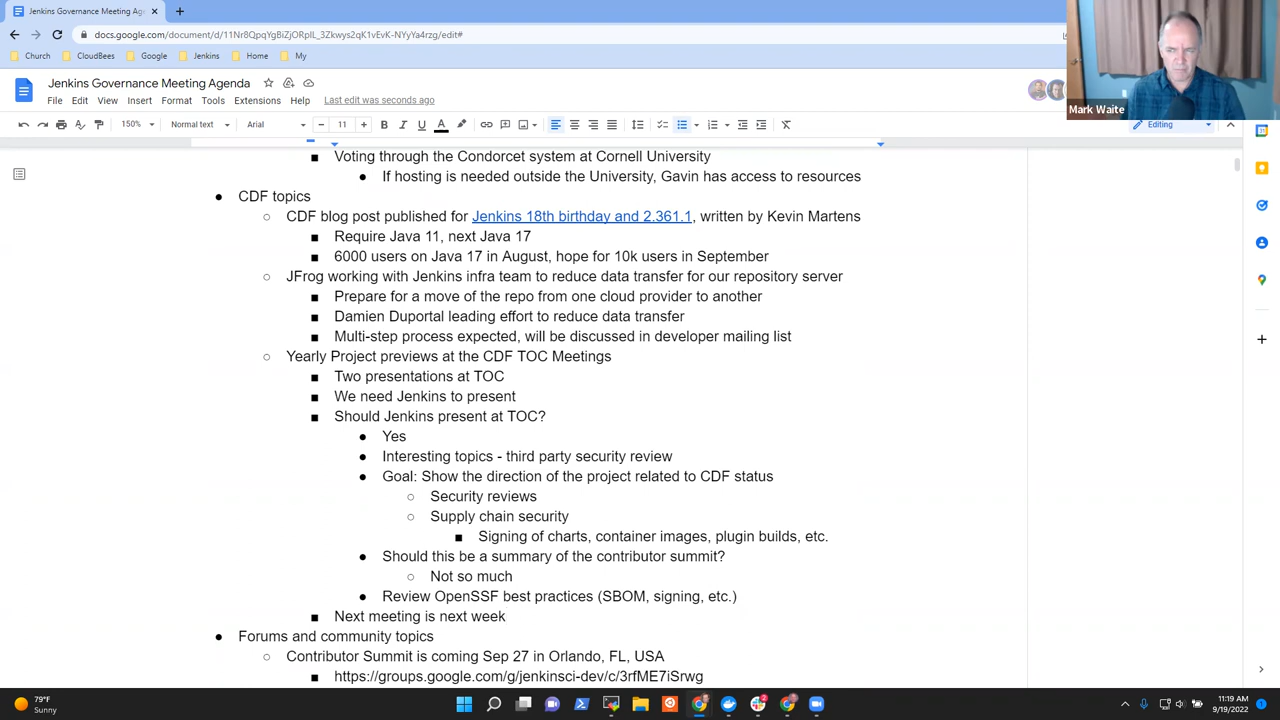 Jenkins Governance Meeting Ag
docs.google.com/document/d/11Nr8QpqYgBiZjORplL_3Zkwys2qK1vEvK-NYyYa4rzg/edit#
Church
CloudBees
Google
Jenkins
Home
My
Jenkins Governance Meeting Agenda
File Edit View Insert Format Tools Extensions Help Last edit was seconds ago
Mark Waite
150% Normal text Arial 11 Editing
Voting through the Condorcet system at Cornell University
If hosting is needed outside the University, Gavin has access to resources
CDF topics
CDF blog post published for Jenkins 18th birthday and 2.361.1, written by Kevin Martens
Require Java 11, next Java 17
6000 users on Java 17 in August, hope for 10k users in September
JFrog working with Jenkins infra team to reduce data transfer for our repository server
Prepare for a move of the repo from one cloud provider to another
Damien Duportal leading effort to reduce data transfer
Multi-step process expected, will be discussed in developer mailing list
Yearly Project previews at the CDF TOC Meetings
Two presentations at TOC
We need Jenkins to present
Should Jenkins present at TOC?
Yes
Interesting topics - third party security review
Goal: Show the direction of the project related to CDF status
Security reviews
Supply chain security
Signing of charts, container images, plugin builds, etc.
Should this be a summary of the contributor summit?
Not so much
Review OpenSSF best practices (SBOM, signing, etc.)
Next meeting is next week
Forums and community topics
Contributor Summit is coming Sep 27 in Orlando, FL, USA
https://groups.google.com/g/jenkinsci-dev/c/3rfME7iSrwg
79°F
Sunny
11:19 AM
9/19/2022